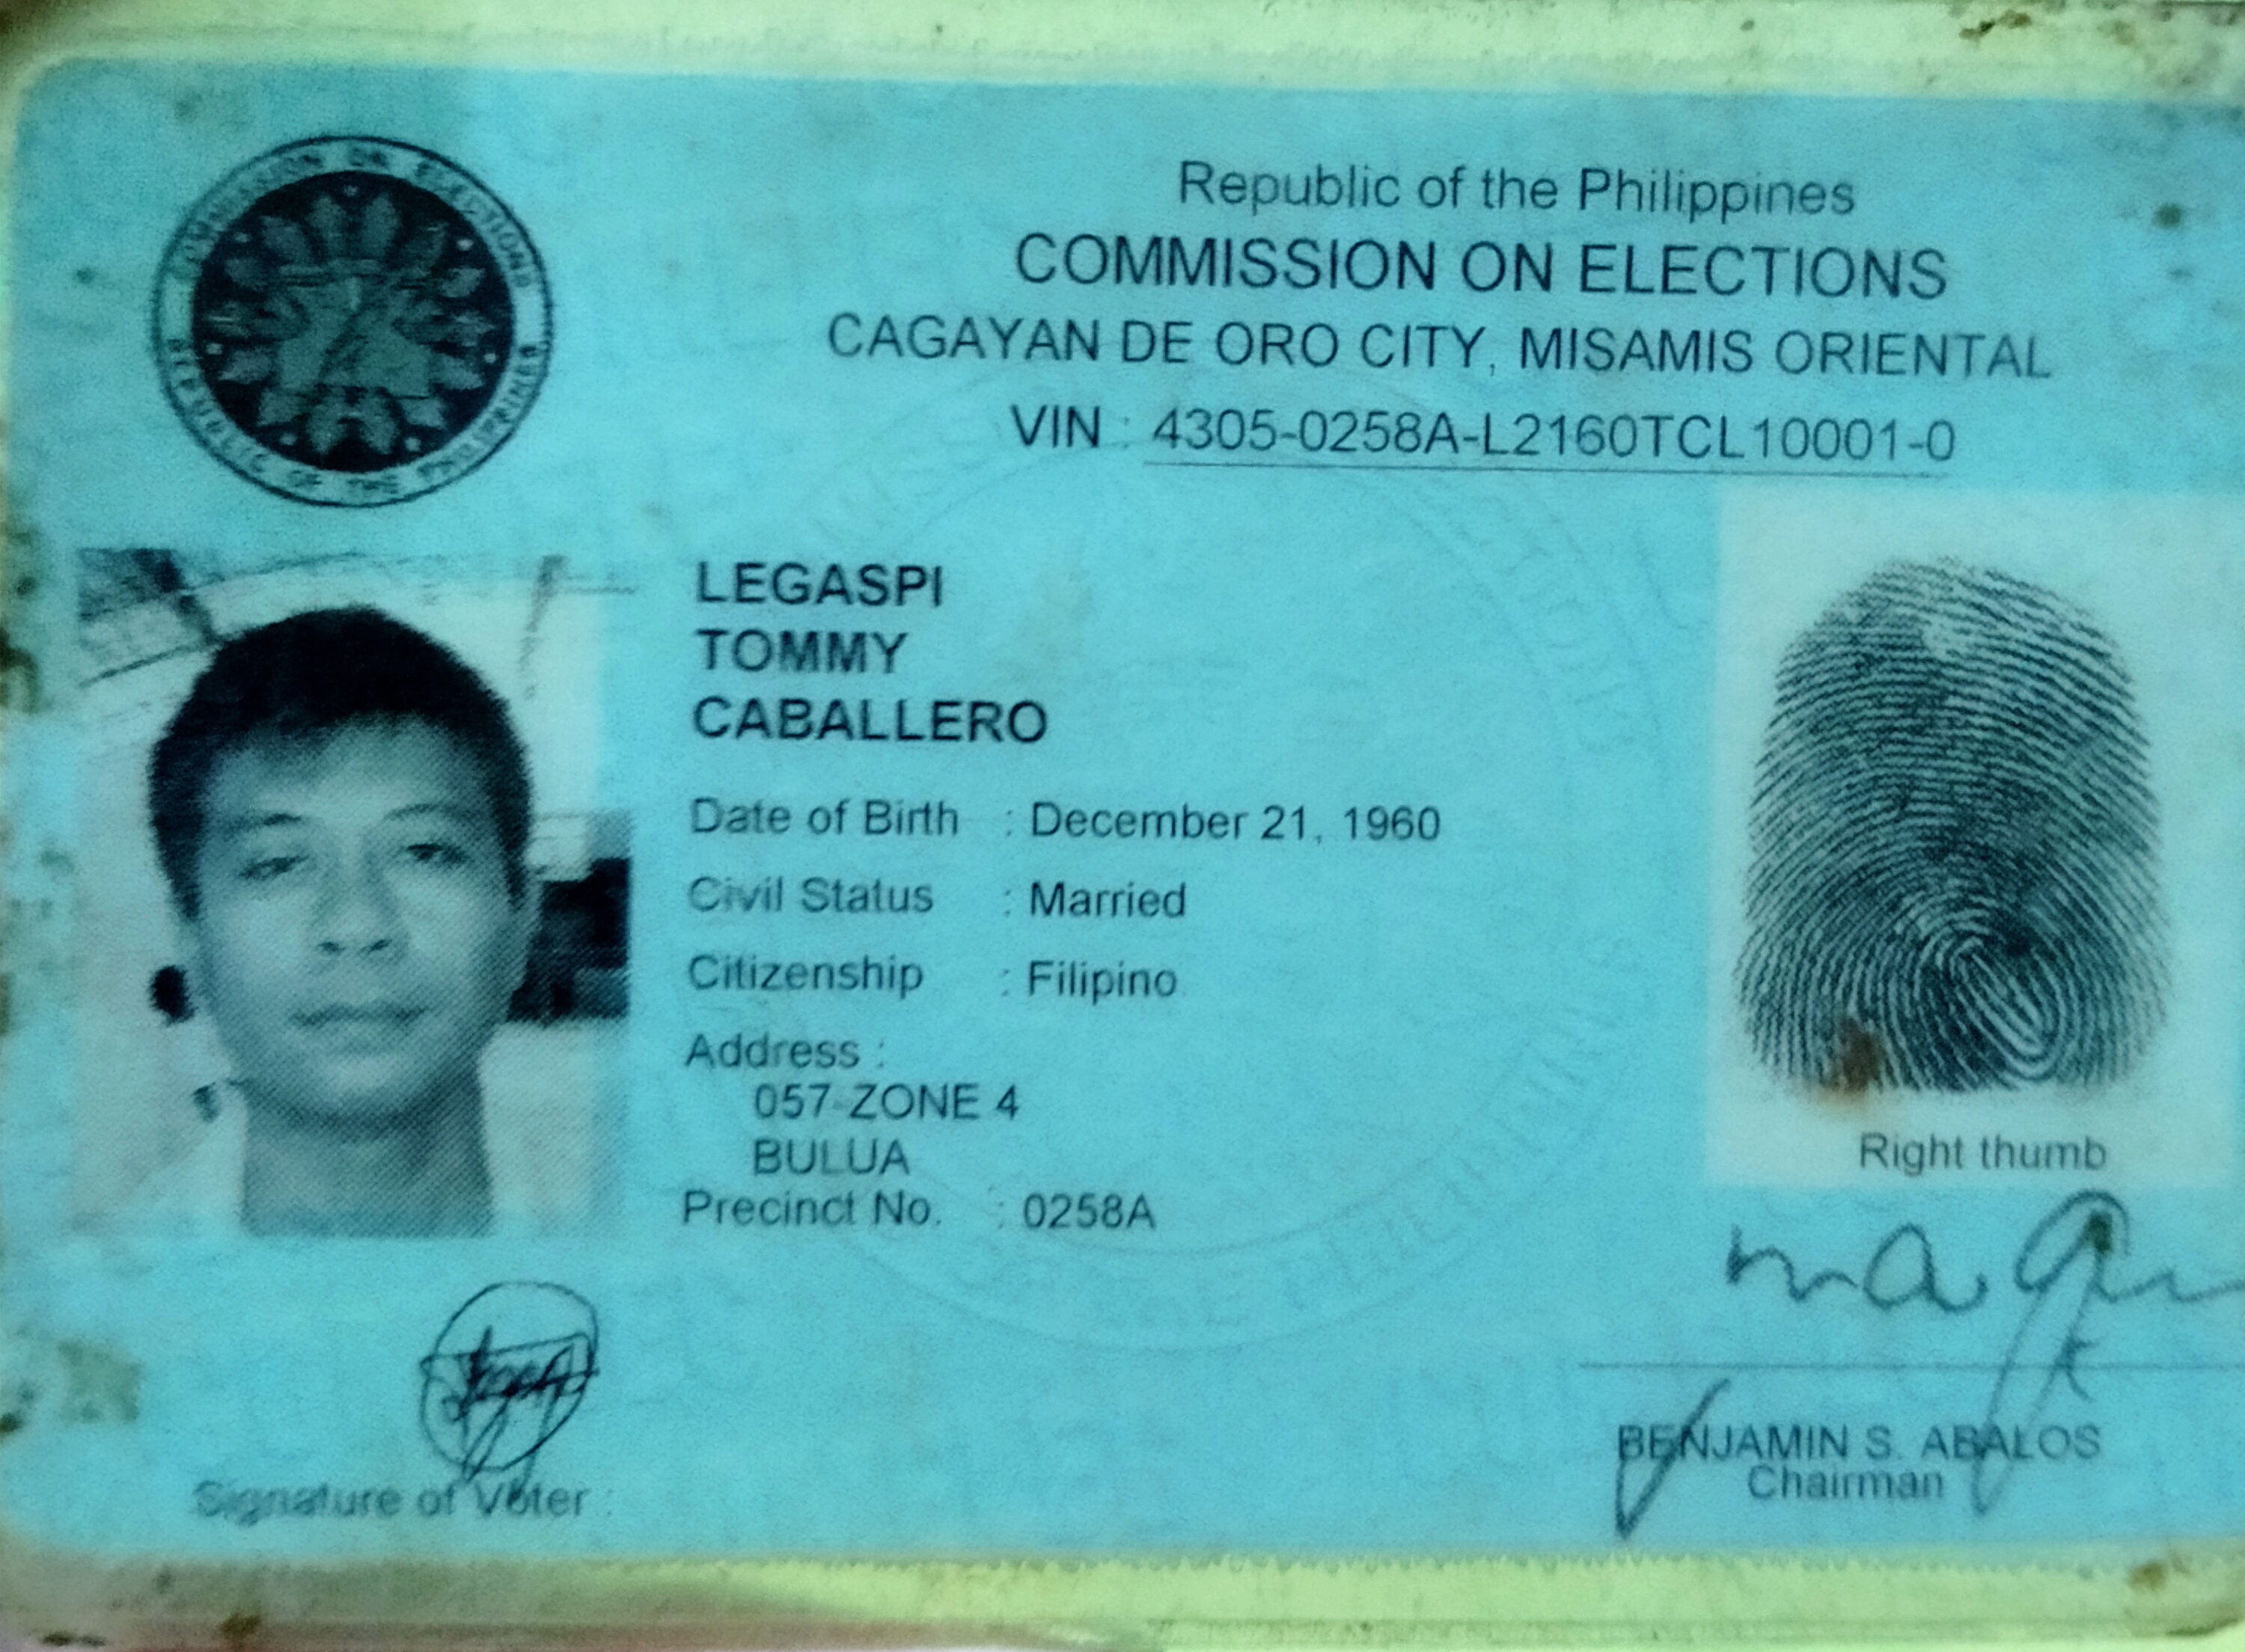 COMMISSION ON ELECTIONS
REPUBLIC OF THE PHILIPPINES
Republic of the Philippines
COMMISSION ON ELECTIONS
CAGAYAN DE ORO CITY, MISAMIS ORIENTAL
VIN : 4305-0258A-L2160TCL10001-0
LEGASPI
TOMMY
CABALLERO
Date of Birth : December 21, 1960
Civil Status : Married
Citizenship : Filipino
Address :
057 ZONE 4
BULUA
Precinct No. : 0258A
Right thumb
Signature of Voter :
BENJAMIN S. ABALOS
Chairman